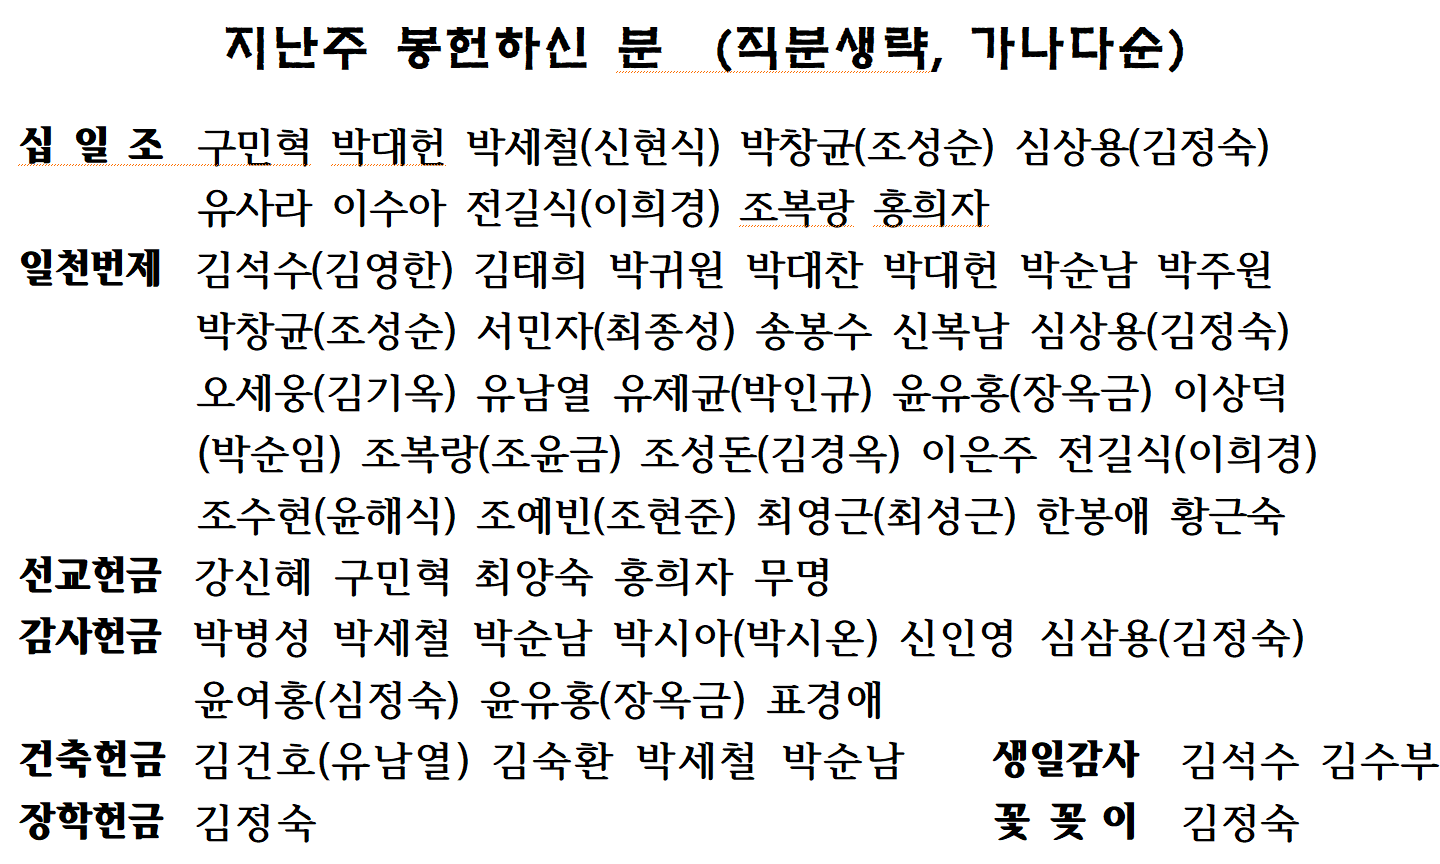 지난주 봉헌하신 분 (직분생략, 가나다순)
십 일 조 구민혁 박대헌 박세철(신현식) 박창균(조성순) 심상용(김정숙)
유사라 이수아 전길식(이희경) 조복랑 홍희자
일천번제 김석수(김영한) 김태희 박귀원 박대찬 박대헌 박순남 박주원
박창균(조성순) 서민자(최종성) 송봉수 신복남 심상용(김정숙)
오세웅(김기옥) 유남열 유제균(박인규) 윤유홍(장옥금) 이상덕
(박순임) 조복랑(조윤금) 조성돈(김경옥) 이은주 전길식(이희경)
조수현(윤해식) 조예빈(조현준) 최영근(최성근) 한봉애 황근숙
선교헌금 강신혜 구민혁 최양숙 홍희자 무명
감사헌금 박병성 박세철 박순남 박시아(박시온) 신인영 심삼용(김정숙)
윤여홍(심정숙) 윤유홍(장옥금) 표경애
건축헌금 김건호(유남열) 김숙환 박세철 박순남 생일감사 김석수 김수부
장학헌금 김정숙 꽃 꽂 이 김정숙